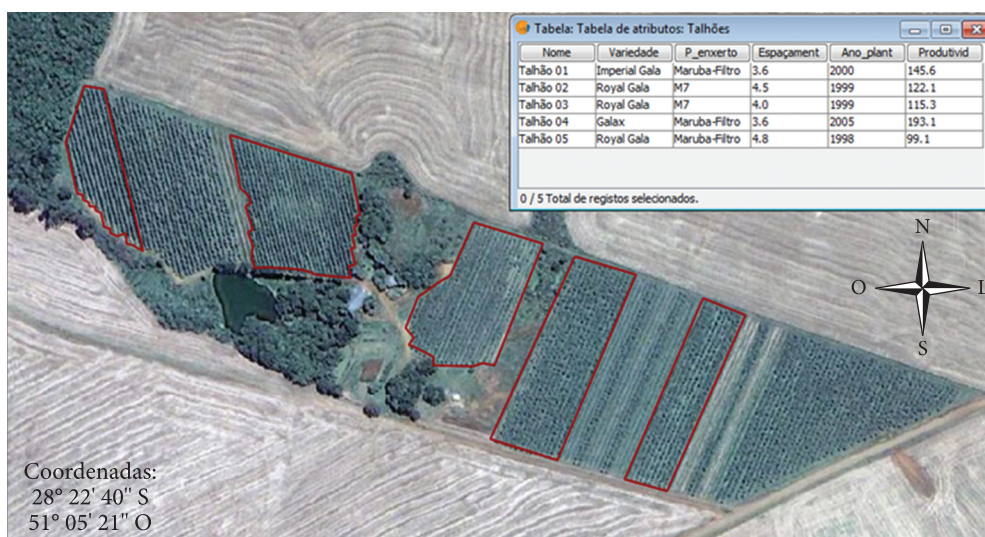 Tabela: Tabela de atributos: Talhões
Nome Variedade P_enxerto Espaçament Ano_plant Produtivid
Talhão 01 Imperial Gala Maruba-Filtro 3.6 2000 145.6
Talhão 02 Royal Gala M7 4.5 1999 122.1
Talhão 03 Royal Gala M7 4.0 1999 115.3
Talhão 04 Galax Maruba-Filtro 3.6 2005 193.1
Talhão 05 Royal Gala Maruba-Filtro 4.8 1998 99.1
0 / 5 Total de registos selecionados.
N
O L
S
Coordenadas:
28° 22' 40" S
51° 05' 21" O